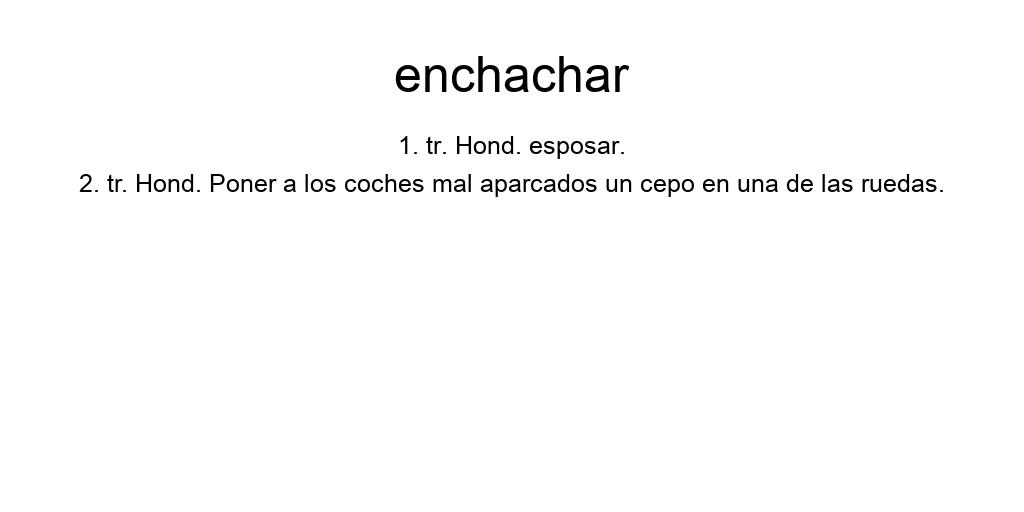 enchachar
1. tr. Hond. esposar.
2. tr. Hond. Poner a los coches mal aparcados un cepo en una de las ruedas.